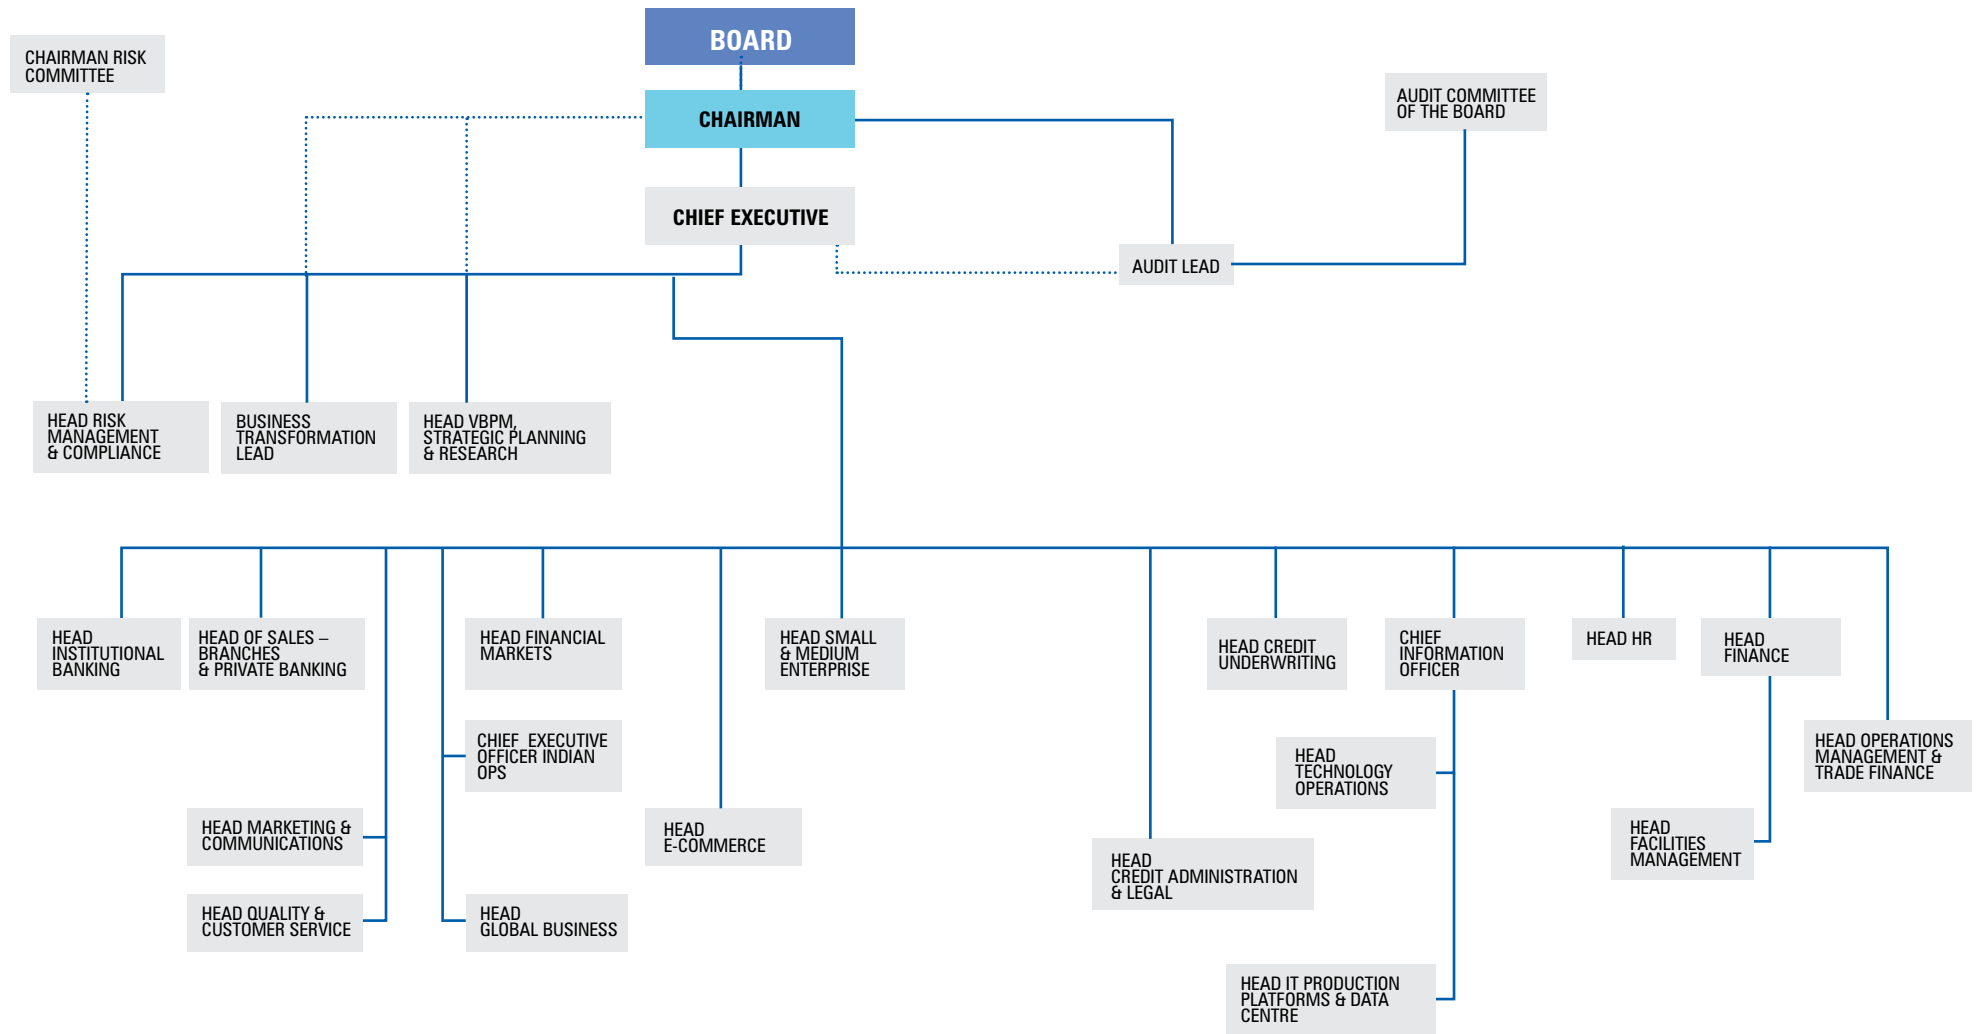 BOARD
CHAIRMAN RISK
COMMITTEE
AUDIT COMMITTEE
OF THE BOARD
CHAIRMAN
CHIEF EXECUTIVE
AUDIT LEAD
HEAD RISK
MANAGEMENT
& COMPLIANCE
BUSINESS
TRANSFORMATION
LEAD
HEAD VBPM,
STRATEGIC PLANNING
& RESEARCH
HEAD
INSTITUTIONAL
BANKING
HEAD OF SALES –
BRANCHES
& PRIVATE BANKING
HEAD FINANCIAL
MARKETS
HEAD SMALL
& MEDIUM
ENTERPRISE
HEAD CREDIT
UNDERWRITING
CHIEF
INFORMATION
OFFICER
HEAD HR
HEAD
FINANCE
CHIEF EXECUTIVE
OFFICER INDIAN
OPS
HEAD
TECHNOLOGY
OPERATIONS
HEAD OPERATIONS
MANAGEMENT &
TRADE FINANCE
HEAD MARKETING &
COMMUNICATIONS
HEAD
E-COMMERCE
HEAD
FACILITIES
MANAGEMENT
HEAD
CREDIT ADMINISTRATION
& LEGAL
HEAD QUALITY &
CUSTOMER SERVICE
HEAD
GLOBAL BUSINESS
HEAD IT PRODUCTION
PLATFORMS & DATA
CENTRE